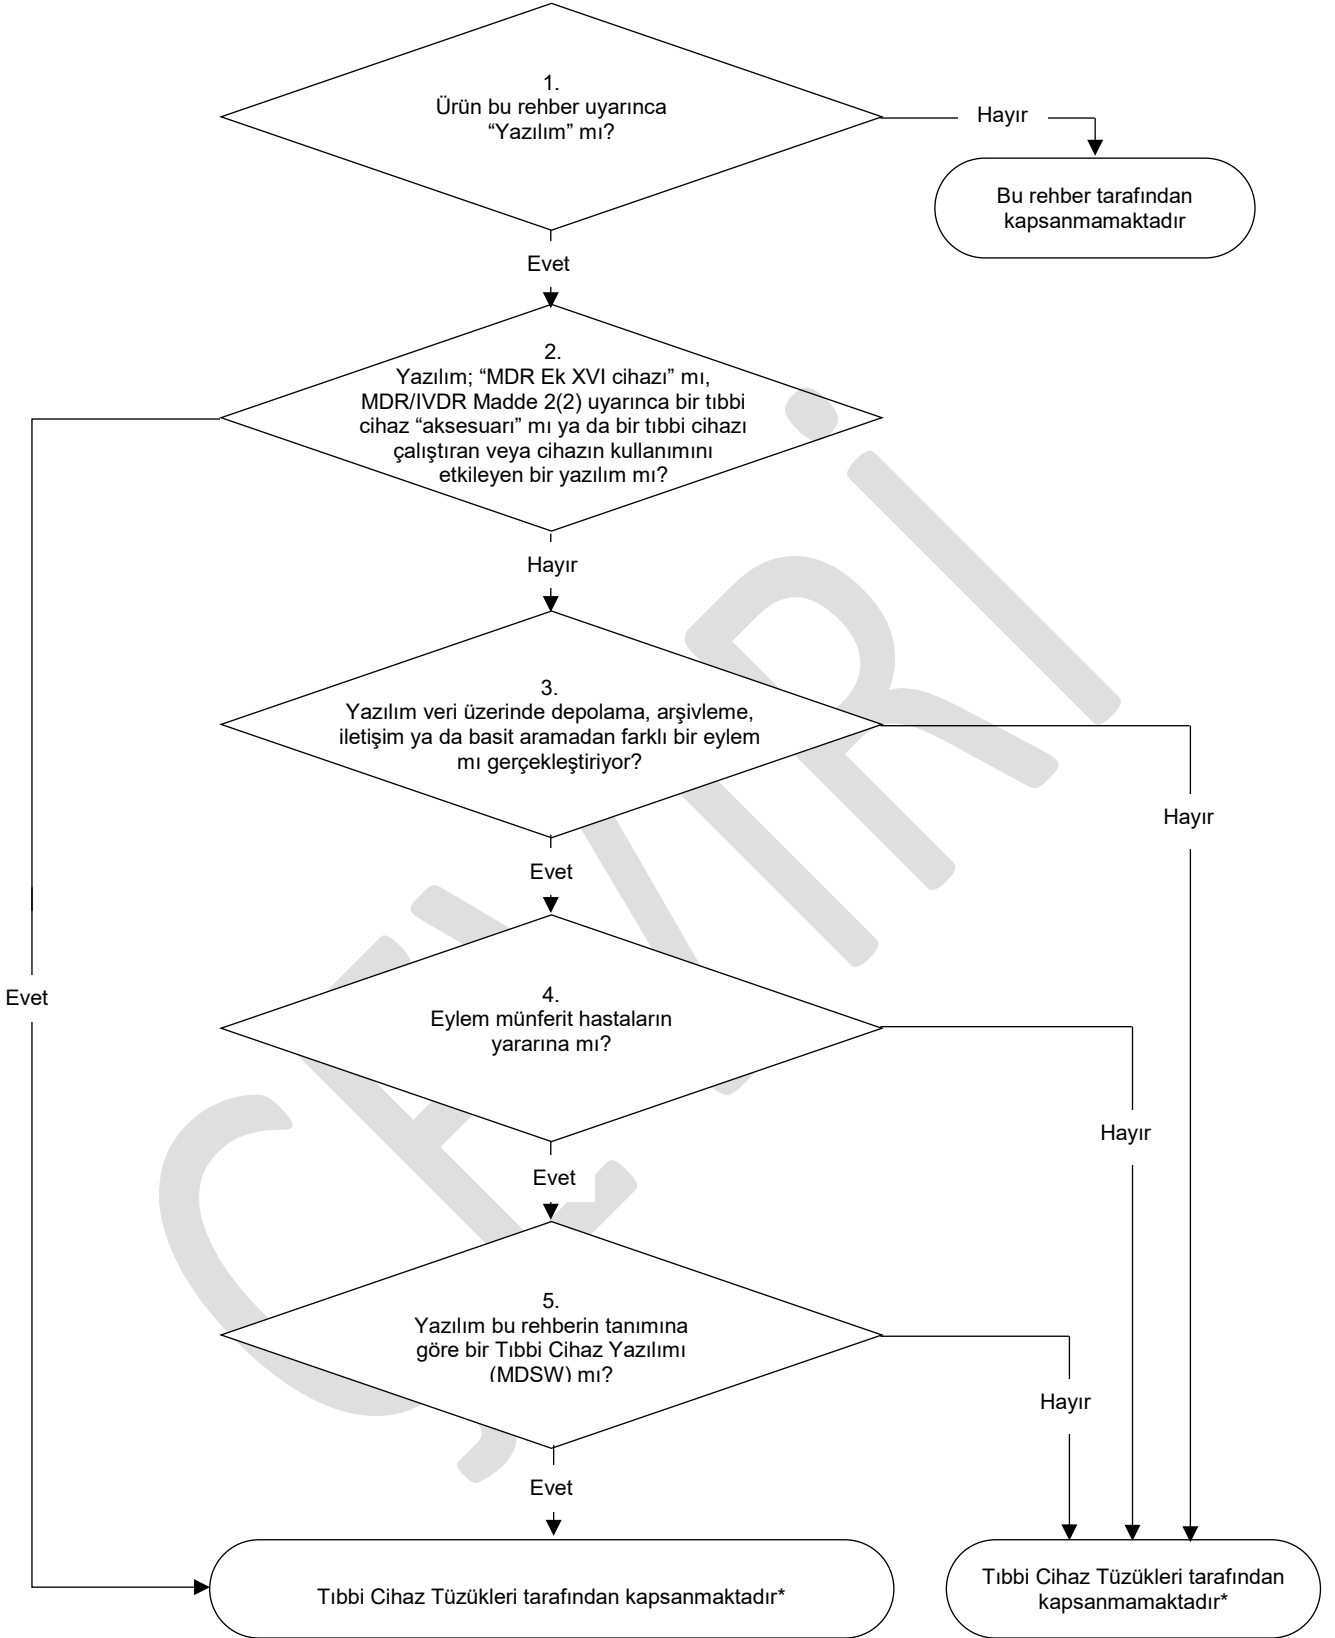 1.
Ürün bu rehber uyarınca
“Yazılım” mı?
Hayır
Bu rehber tarafından
kapsanmamaktadır
Evet
2.
Yazılım; “MDR Ek XVI cihazı” mı,
MDR/IVDR Madde 2(2) uyarınca bir tıbbi
cihaz “aksesuarı” mı ya da bir tıbbi cihazı
çalıştıran veya cihazın kullanımını
etkileyen bir yazılım mı?
Hayır
3.
Yazılım veri üzerinde depolama, arşivleme,
iletişim ya da basit aramadan farklı bir eylem
mı gerçekleştiriyor?
Hayır
Evet
Evet
4.
Eylem münferit hastaların
yararına mı?
Hayır
Evet
5.
Yazılım bu rehberin tanımına
göre bir Tıbbi Cihaz Yazılımı
(MDSW) mı?
Hayır
Evet
Tıbbi Cihaz Tüzükleri tarafından kapsanmaktadır*
Tıbbi Cihaz Tüzükleri tarafından
kapsanmamaktadır*
ÇEVİRİ